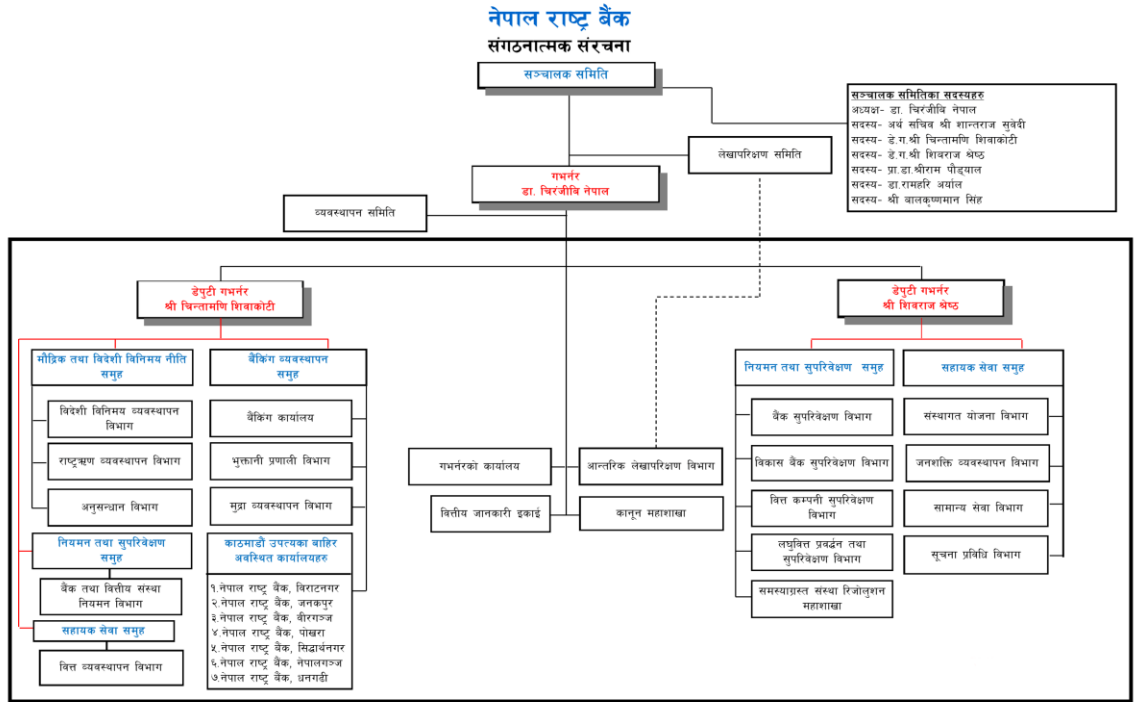 नेपाल राष्ट्र बैंक
संगठनात्मक संरचना
सञ्चालक समिति
सञ्चालक समितिका सदस्यहरु
अध्यक्ष- डा. चिरंजीबि नेपाल
सदस्य- अर्थ सचिव श्री शान्तराज सुवेदी
सदस्य- डे.ग.श्री चिन्तामणि शिवाकोटी
सदस्य- डे.ग.श्री शिबराज श्रेष्ठ
सदस्य- प्रा.डा.श्रीराम पौड्याल
सदस्य- डा.रामहरि अर्याल
सदस्य- श्री बालकृष्णमान सिंह
लेखापरिक्षण समिति
गभर्नर
डा. चिरंजीवि नेपाल
व्यवस्थापन समिति
डेपुटी गभर्नर
श्री चिन्तामणि शिवाकोटी
डेपुटी गभर्नर
श्री शिवराज श्रेष्ठ
मौद्रिक तथा विदेशी विनिमय नीति
समुह
विदेशी विनिमय व्यवस्थापन
विभाग
राष्ट्रऋण व्यवस्थापन विभाग
अनुसन्धान विभाग
नियमन तथा सुपरिवेक्षण
समुह
बैंक तथा वित्तीय संस्था
नियमन विभाग
सहायक सेवा समुह
वित्त व्यवस्थापन विभाग
बैंकिंग व्यवस्थापन
समुह
बैंकिंग कार्यालय
भुक्तानी प्रणाली विभाग
मुद्रा व्यवस्थापन विभाग
काठमाडौं उपत्यका बाहिर
अवस्थित कार्यालयहरु
१.नेपाल राष्ट्र बैंक, विराटनगर
२.नेपाल राष्ट्र बैंक, जनकपुर
३.नेपाल राष्ट्र बैंक, बीरगञ्ज
४.नेपाल राष्ट्र बैंक, पोखरा
५.नेपाल राष्ट्र बैंक, सिद्धार्थनगर
६.नेपाल राष्ट्र बैंक, नेपालगञ्ज
७.नेपाल राष्ट्र बैंक, धनगढी
गभर्नरको कार्यालय
आन्तरिक लेखापरिक्षण विभाग
वित्तीय जानकारी इकाई
कानून महाशाखा
नियमन तथा सुपरिवेक्षण समुह
बैंक सुपरिवेक्षण विभाग
विकास बैंक सुपरिवेक्षण विभाग
वित्त कम्पनी सुपरिवेक्षण
विभाग
लघुवित्त प्रवर्द्धन तथा
सुपरिवेक्षण विभाग
समस्याग्रस्त संस्था रिजोलुशन
महाशाखा
सहायक सेवा समुह
संस्थागत योजना विभाग
जनशक्ति व्यवस्थापन विभाग
सामान्य सेवा विभाग
सूचना प्रविधि विभाग